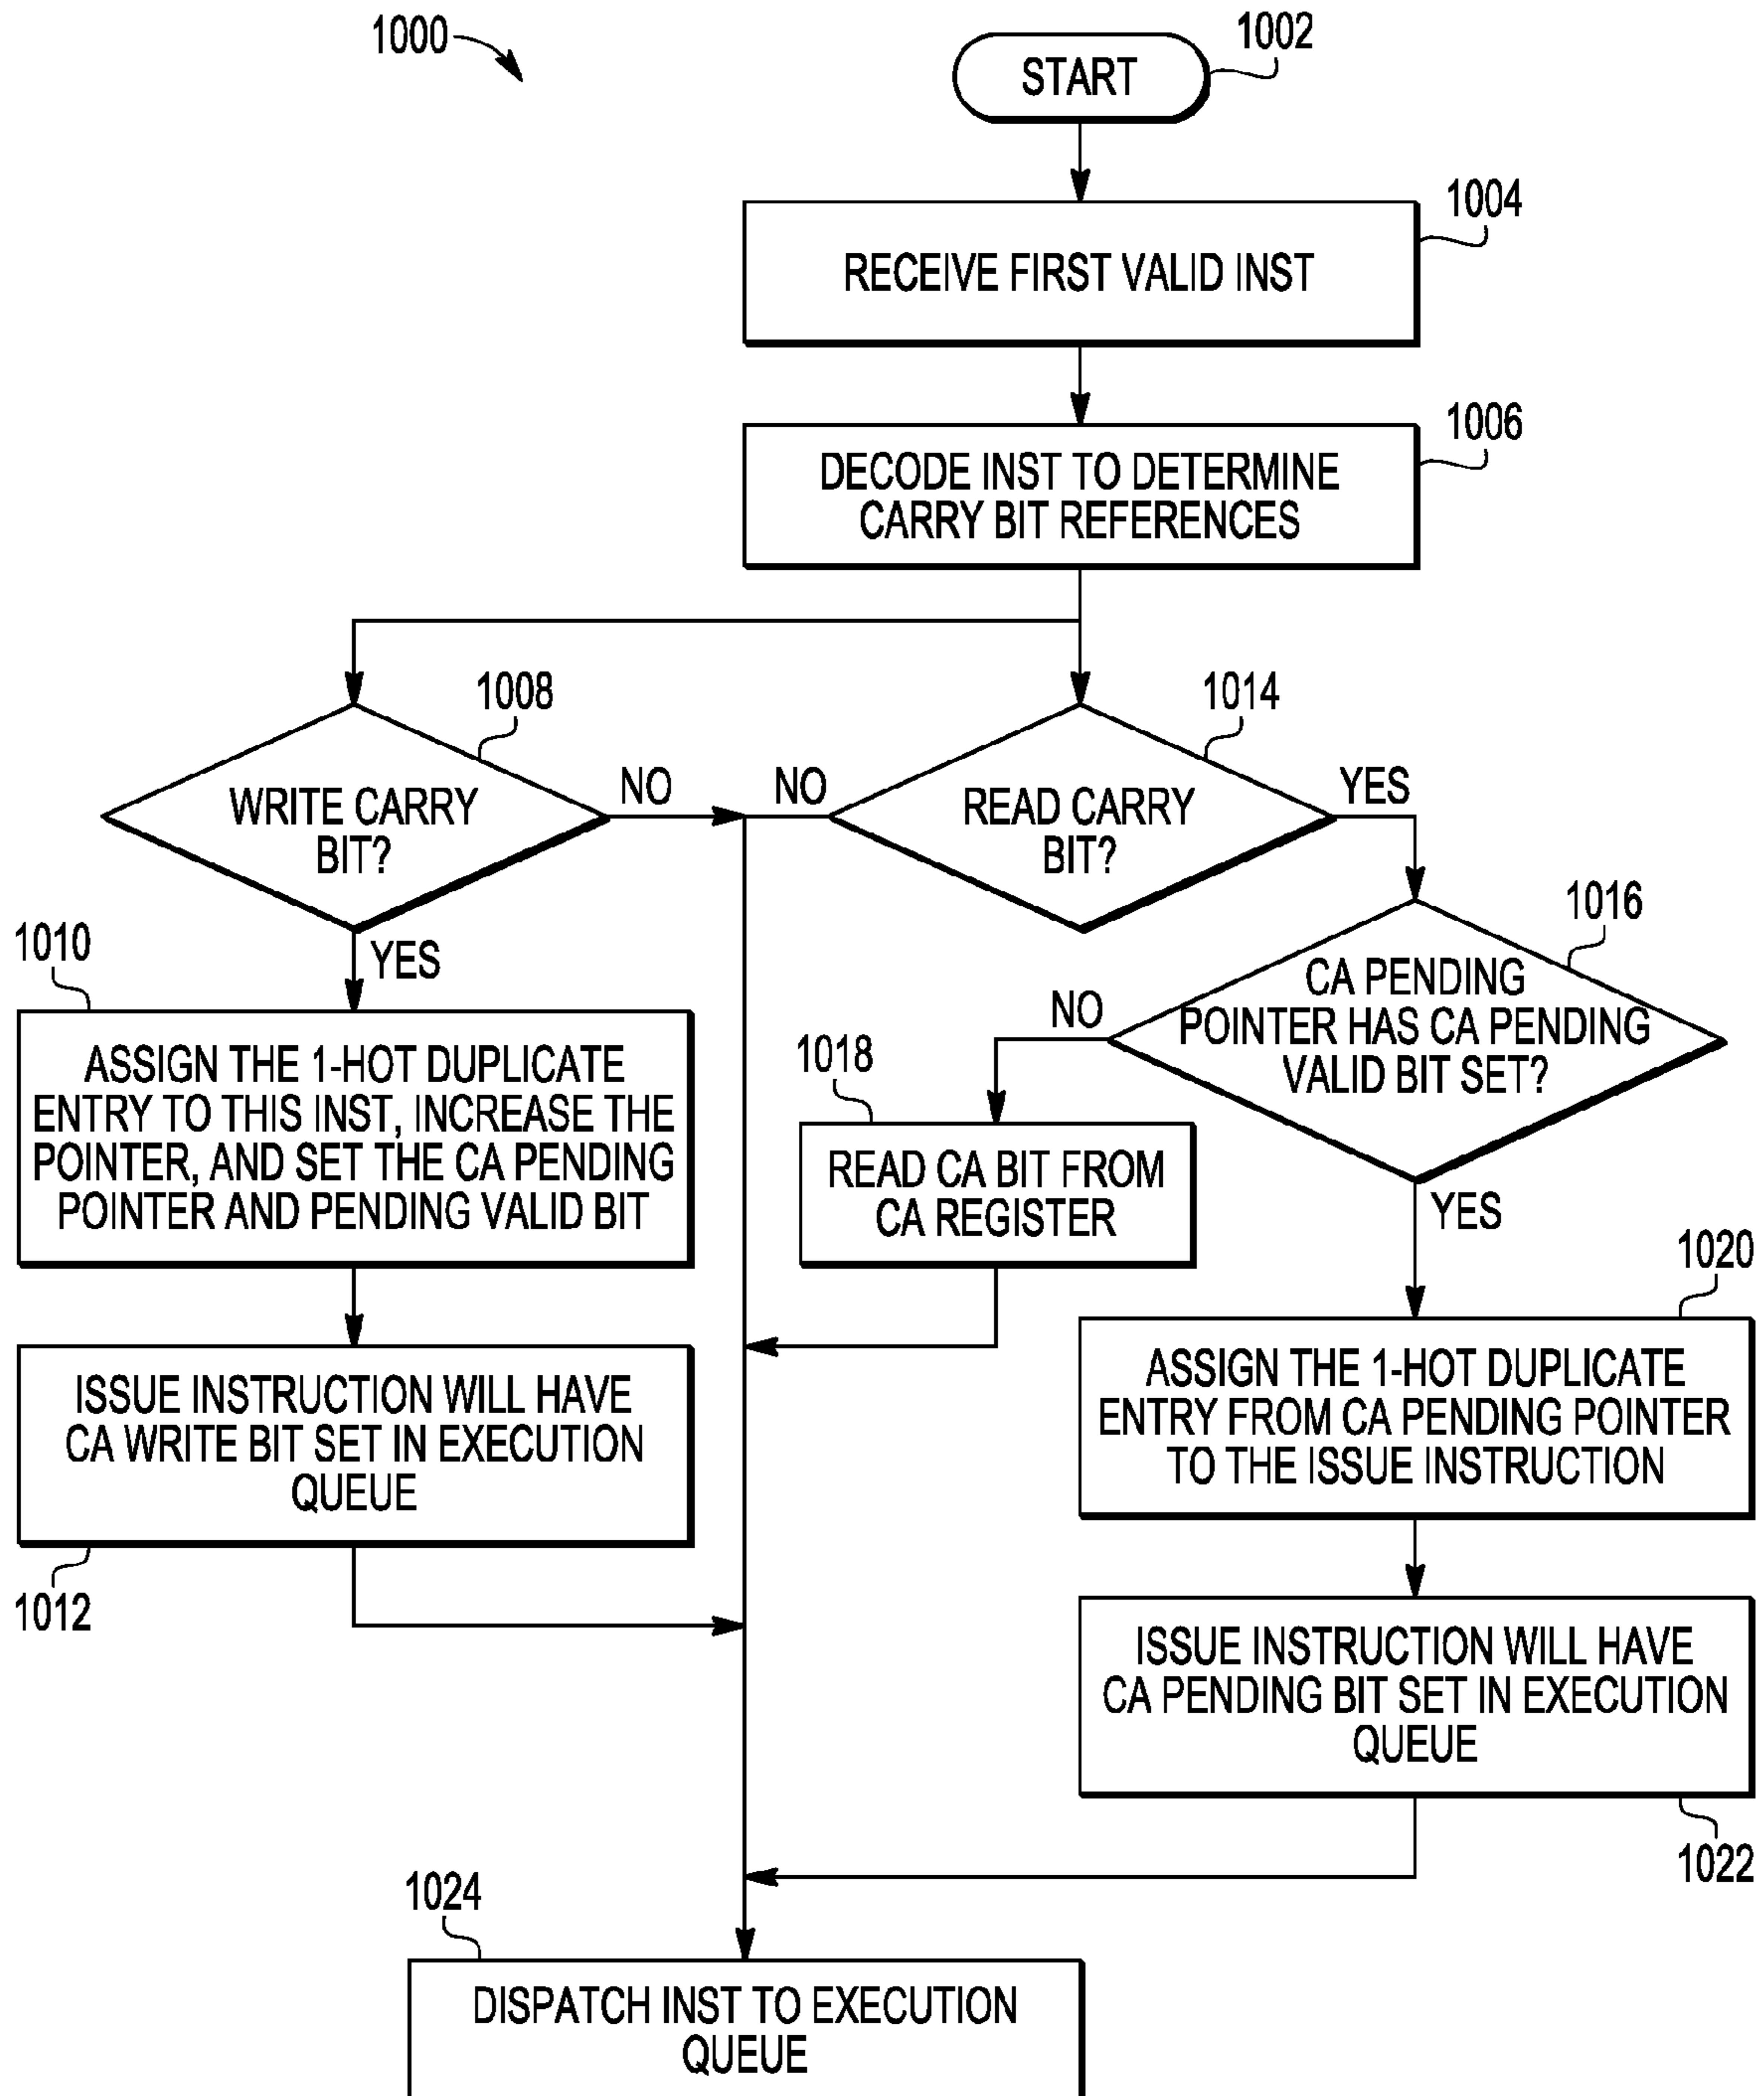 1000
1002
START
1004
RECEIVE FIRST VALID INST
1006
DECODE INST TO DETERMINE
CARRY BIT REFERENCES
1008
WRITE CARRY
BIT?
NO
YES
1014
READ CARRY
BIT?
NO
YES
1010
ASSIGN THE 1-HOT DUPLICATE
ENTRY TO THIS INST, INCREASE THE
POINTER, AND SET THE CA PENDING
POINTER AND PENDING VALID BIT
1016
CA PENDING
POINTER HAS CA PENDING
VALID BIT SET?
NO
YES
1018
READ CA BIT FROM
CA REGISTER
ISSUE INSTRUCTION WILL HAVE
CA WRITE BIT SET IN EXECUTION
QUEUE
1012
1020
ASSIGN THE 1-HOT DUPLICATE
ENTRY FROM CA PENDING POINTER
TO THE ISSUE INSTRUCTION
ISSUE INSTRUCTION WILL HAVE
CA PENDING BIT SET IN EXECUTION
QUEUE
1022
1024
DISPATCH INST TO EXECUTION
QUEUE